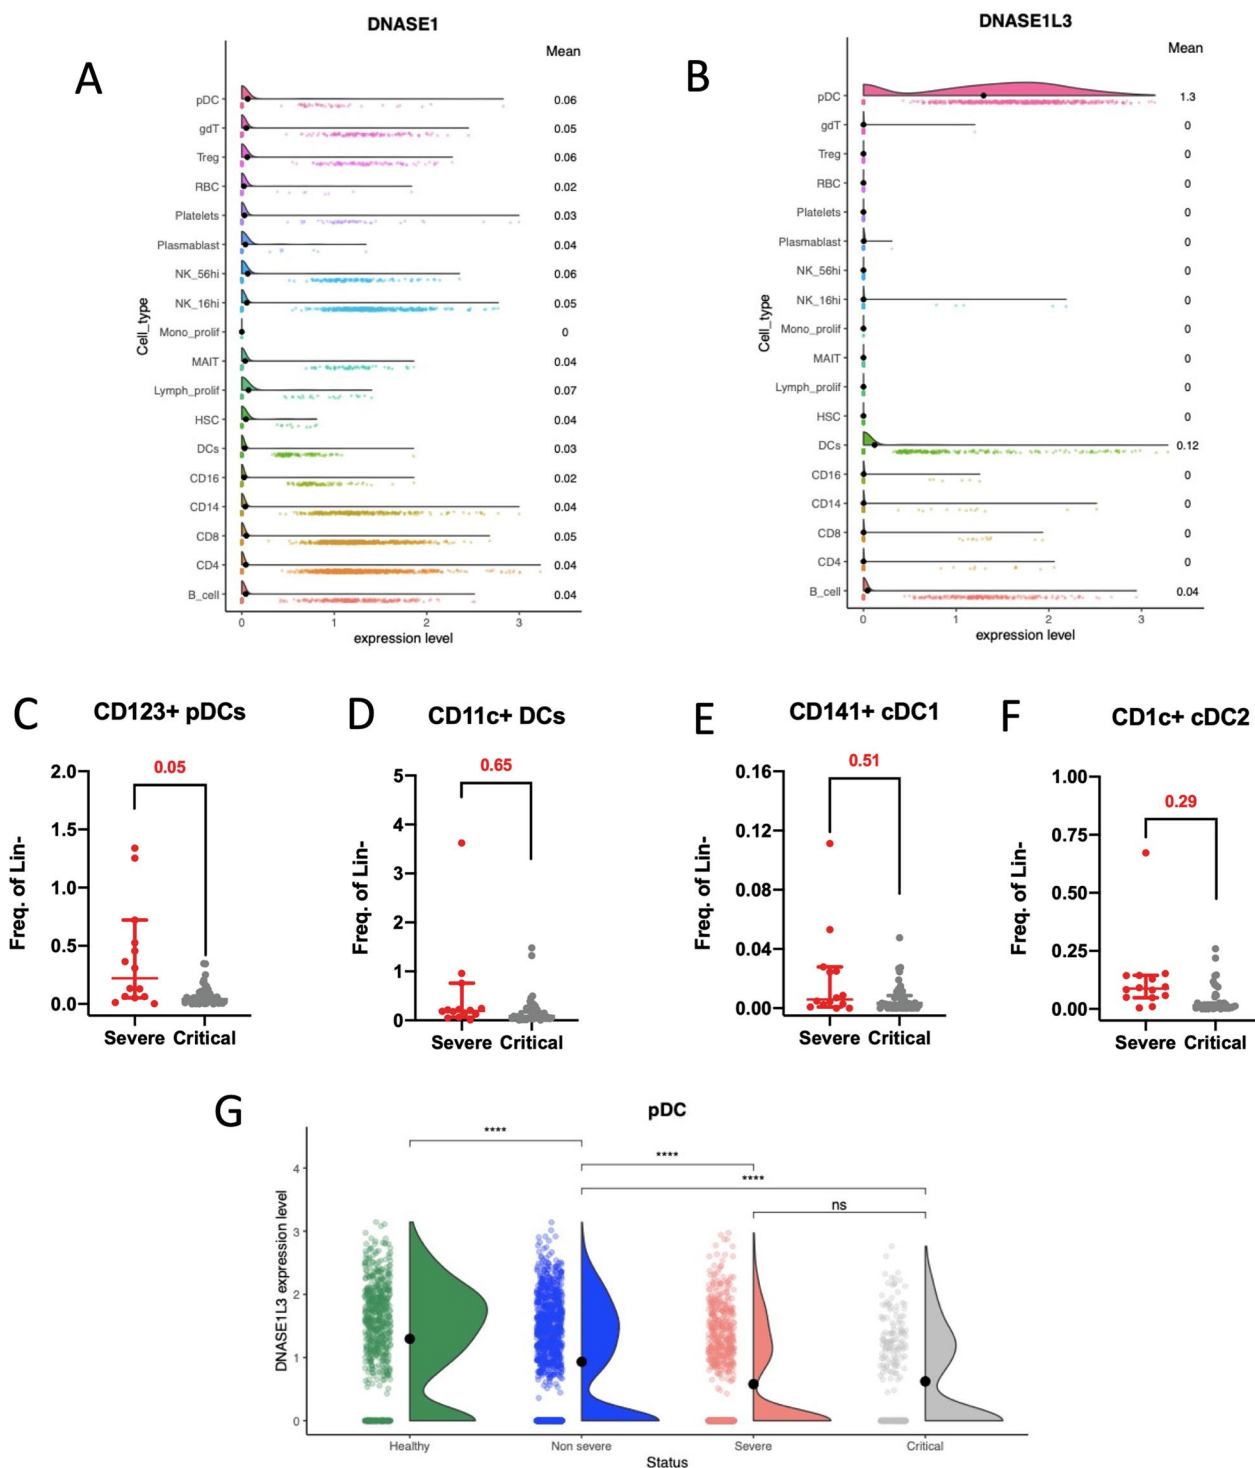 A
DNASE1
Mean
pDC 0.06
gdT 0.05
Treg 0.06
RBC 0.02
Platelets 0.03
Plasmablast 0.04
NK_56hi 0.06
NK_16hi 0.05
Mono_prolif 0
MAIT 0.04
Lymph_prolif 0.07
HSC 0.04
DCs 0.03
CD16 0.02
CD14 0.04
CD8 0.05
CD4 0.04
B_cell 0.04
Cell_type
0 1 2 3
expression level
B
DNASE1L3
Mean
pDC 1.3
gdT 0
Treg 0
RBC 0
Platelets 0
Plasmablast 0
NK_56hi 0
NK_16hi 0
Mono_prolif 0
MAIT 0
Lymph_prolif 0
HSC 0
DCs 0.12
CD16 0
CD14 0
CD8 0
CD4 0
B_cell 0.04
Cell_type
0 1 2 3
expression level
C
CD123+ pDCs
0.05
2.0
1.5
1.0
0.5
0.0
Freq. of Lin-
Severe Critical
D
CD11c+ DCs
0.65
5
4
3
2
1
0
Freq. of Lin-
Severe Critical
E
CD141+ cDC1
0.51
0.16
0.12
0.08
0.04
0.00
Freq. of Lin-
Severe Critical
F
CD1c+ cDC2
0.29
1.00
0.75
0.50
0.25
0.00
Freq. of Lin-
Severe Critical
G
pDC
****
****
****
ns
4
3
2
1
0
DNASE1L3 expression level
Healthy Non severe Severe Critical
Status